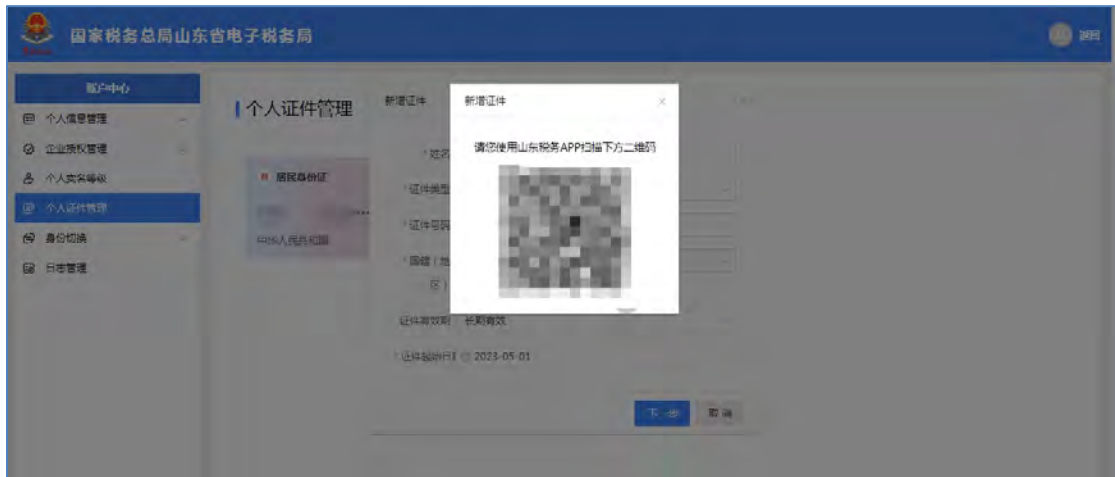 国家税务总局山东省电子税务局
返回
账户中心
个人信息管理
企业授权管理
个人实名等级
个人证件管理
身份切换
日志管理
个人证件管理
居民身份证
中华人民共和国
新增证件
新增证件
请您使用山东税务APP扫描下方二维码
*姓名
*证件类型
*证件号码
*国籍(地
区)
证件有效期 长期有效
*证件起始日期 2023-05-01
下一步
取消